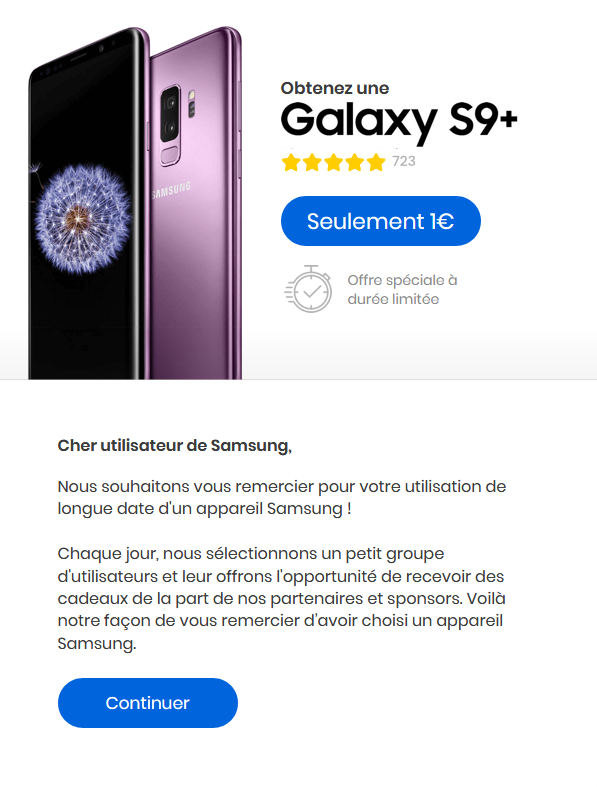 Obtenez une
Galaxy S9+
723
Seulement 1€
Offre spéciale à
durée limitée
SAMSUNG
Cher utilisateur de Samsung,
Nous souhaitons vous remercier pour votre utilisation de
longue date d'un appareil Samsung !
Chaque jour, nous sélectionnons un petit groupe
d'utilisateurs et leur offrons l'opportunité de recevoir des
cadeaux de la part de nos partenaires et sponsors. Voilà
notre façon de vous remercier d'avoir choisi un appareil
Samsung.
Continuer